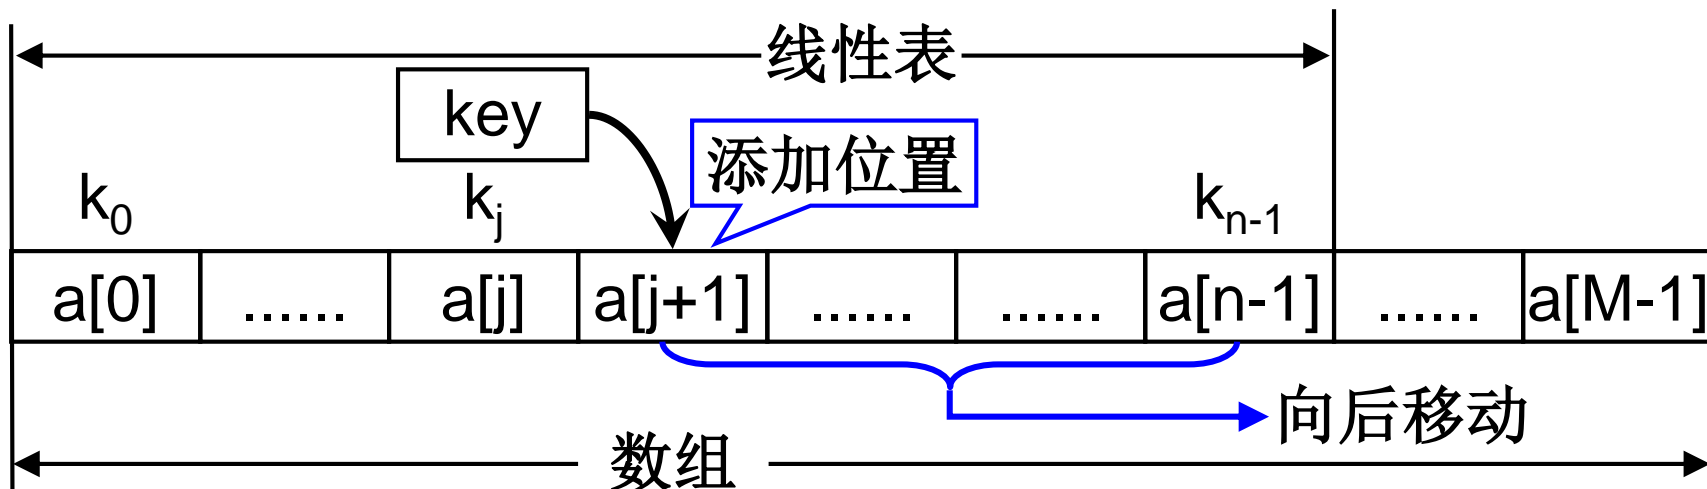 线性表
key
添加位置
k0 kj kn-1
a[0] ...... a[j] a[j+1] ...... ...... a[n-1] ...... a[M-1]
向后移动
数组